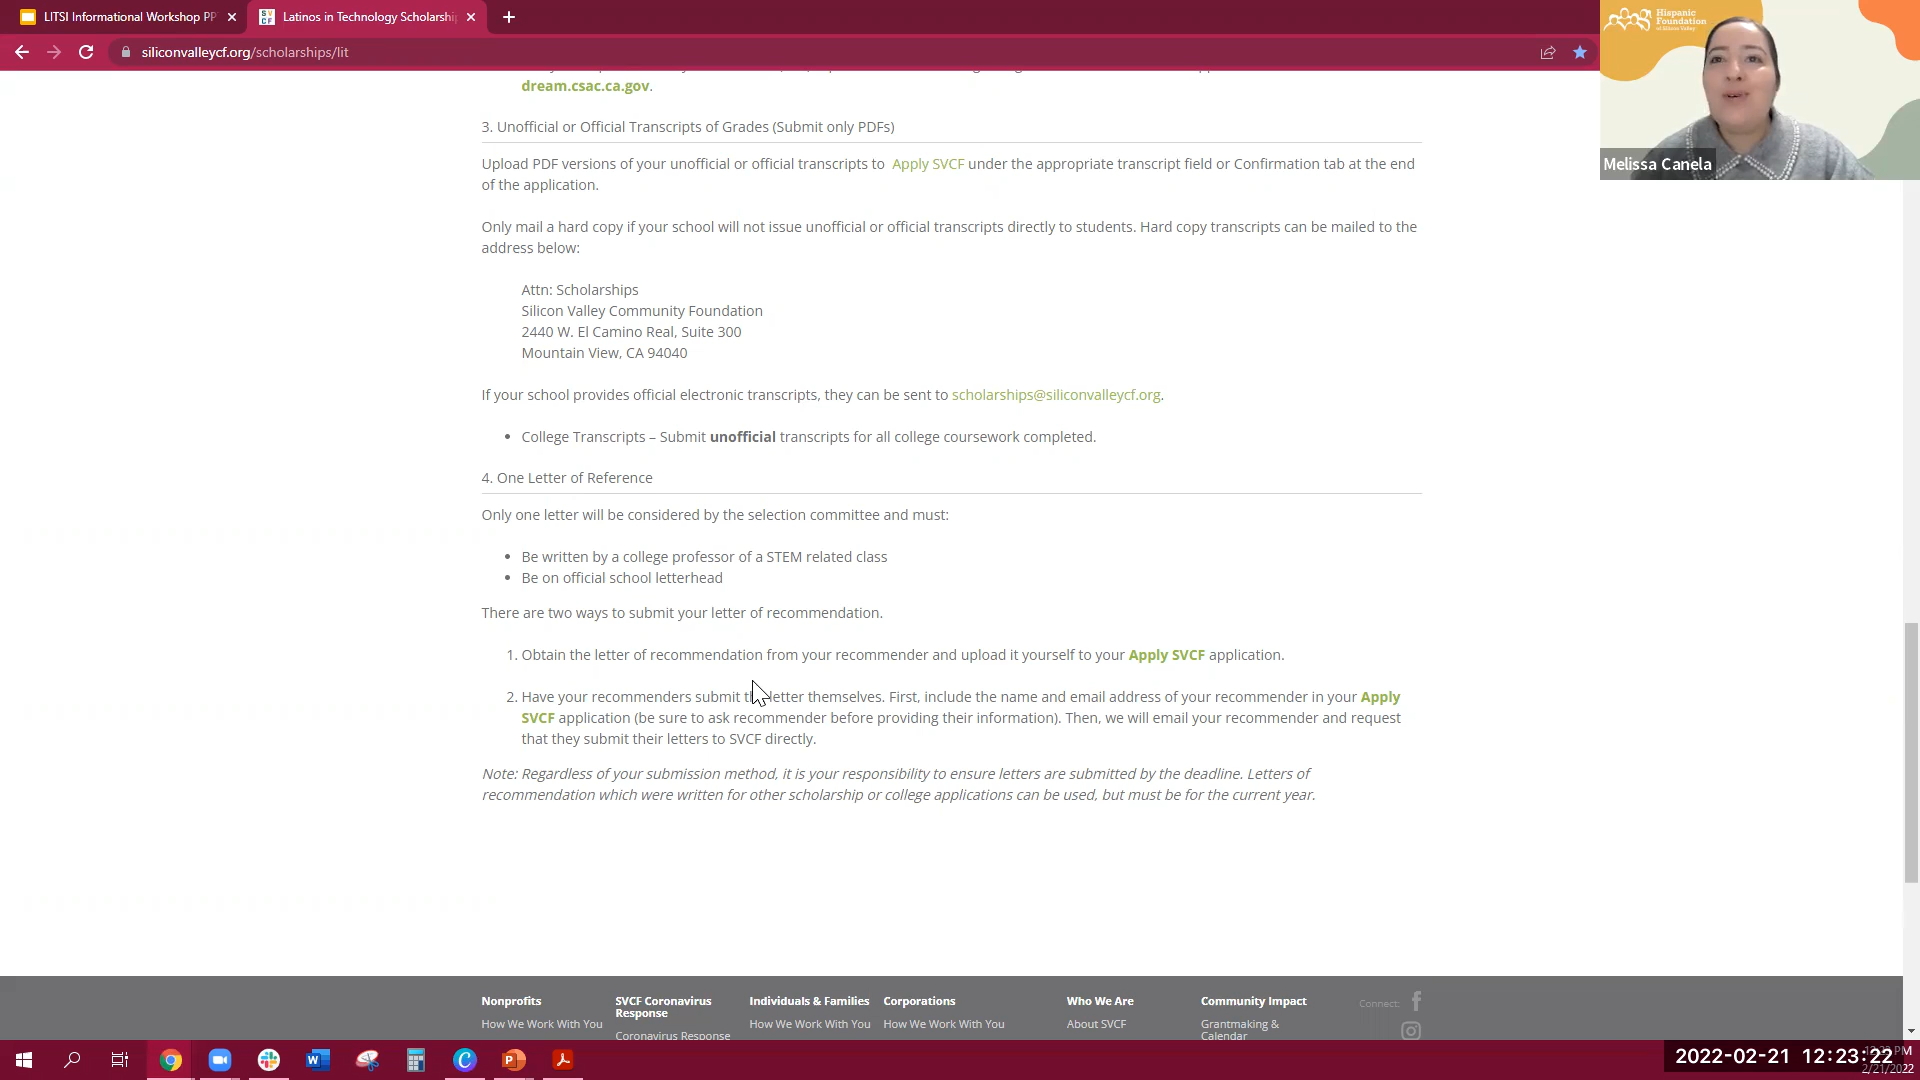 LITSI Informational Workshop PP
Latinos in Technology Scholarshi
siliconvalleycf.org/scholarships/lit
Hispanic
Foundation
of Silicon Valley
Melissa Canela
dream.csac.ca.gov.
3. Unofficial or Official Transcripts of Grades (Submit only PDFs)
Upload PDF versions of your unofficial or official transcripts to Apply SVCF under the appropriate transcript field or Confirmation tab at the end
of the application.
Only mail a hard copy if your school will not issue unofficial or official transcripts directly to students. Hard copy transcripts can be mailed to the
address below:
Attn: Scholarships
Silicon Valley Community Foundation
2440 W. El Camino Real, Suite 300
Mountain View, CA 94040
If your school provides official electronic transcripts, they can be sent to scholarships@siliconvalleycf.org.
• College Transcripts – Submit unofficial transcripts for all college coursework completed.
4. One Letter of Reference
Only one letter will be considered by the selection committee and must:
• Be written by a college professor of a STEM related class
• Be on official school letterhead
There are two ways to submit your letter of recommendation.
1. Obtain the letter of recommendation from your recommender and upload it yourself to your Apply SVCF application.
2. Have your recommenders submit the letter themselves. First, include the name and email address of your recommender in your Apply
SVCF application (be sure to ask recommender before providing their information). Then, we will email your recommender and request
that they submit their letters to SVCF directly.
Note: Regardless of your submission method, it is your responsibility to ensure letters are submitted by the deadline. Letters of
recommendation which were written for other scholarship or college applications can be used, but must be for the current year.
Nonprofits
How We Work With You
SVCF Coronavirus
Response
Coronavirus Response
Individuals & Families
How We Work With You
Corporations
How We Work With You
Who We Are
About SVCF
Community Impact
Grantmaking &
Calendar
Connect:
2022-02-21 12:23:22
2/21/2022